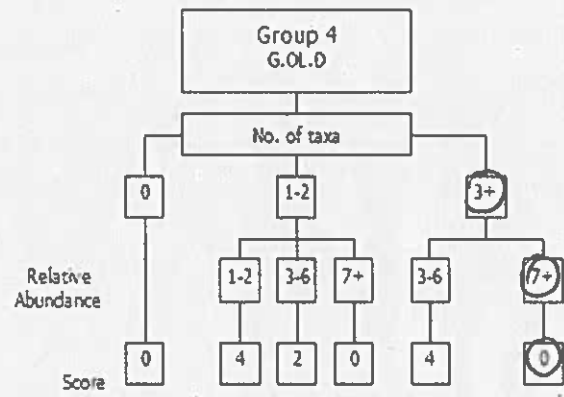 Group 4
G.OL.D
No. of taxa
0 1-2 3+
Relative Abundance
1-2 3-6 7+ 3-6 7+
Score
0 4 2 0 4 0